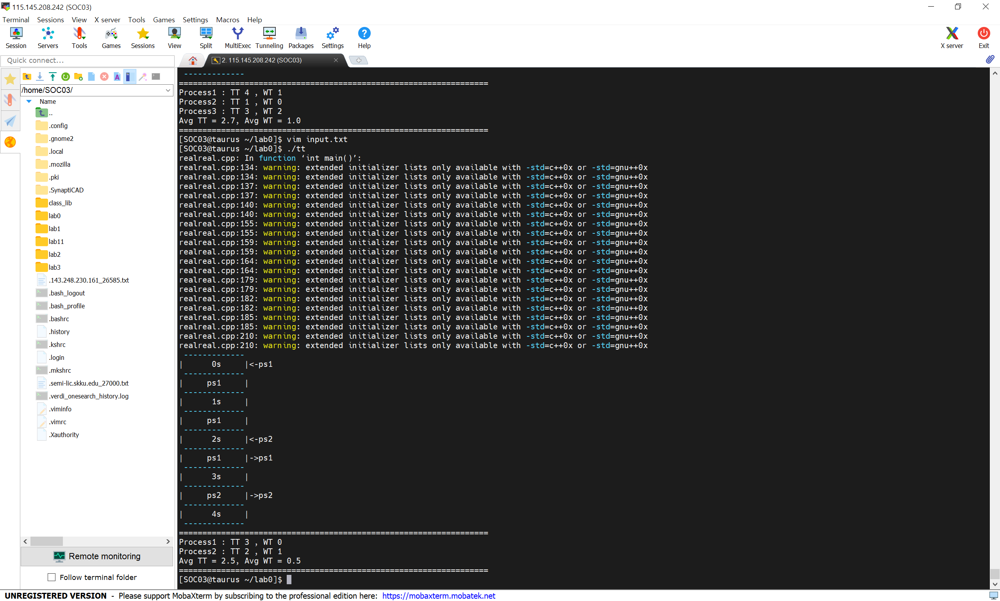 115.145.208.242 (SOC03)
Terminal Sessions View X server Tools Games Settings Macros Help
Session Servers Tools Games Sessions View Split MultiExec Tunneling Packages Settings Help X server Exit
Quick connect...
2. 115.145.208.242 (SOC03)
/home/SOC03/
Name
..
.config
.gnome2
.local
.mozilla
.pki
.SynaptiCAD
class_lib
lab0
lab1
lab11
lab2
lab3
.143.248.230.161_26585.txt
.bash_logout
.bash_profile
.bashrc
.history
.kshrc
.login
.mkshrc
.semi-lic.skku.edu_27000.txt
.verdi_onesearch_history.log
.viminfo
.vimrc
.Xauthority
Remote monitoring
Follow terminal folder
-------------
==================================================================
Process1 : TT 4 , WT 1
Process2 : TT 1 , WT 0
Process3 : TT 3 , WT 2
Avg TT = 2.7, Avg WT = 1.0
==================================================================
[SOC03@taurus ~/lab0]$ vim input.txt
[SOC03@taurus ~/lab0]$ ./tt
realreal.cpp: In function ‘int main()’:
realreal.cpp:134: warning: extended initializer lists only available with -std=c++0x or -std=gnu++0x
realreal.cpp:134: warning: extended initializer lists only available with -std=c++0x or -std=gnu++0x
realreal.cpp:137: warning: extended initializer lists only available with -std=c++0x or -std=gnu++0x
realreal.cpp:137: warning: extended initializer lists only available with -std=c++0x or -std=gnu++0x
realreal.cpp:140: warning: extended initializer lists only available with -std=c++0x or -std=gnu++0x
realreal.cpp:140: warning: extended initializer lists only available with -std=c++0x or -std=gnu++0x
realreal.cpp:155: warning: extended initializer lists only available with -std=c++0x or -std=gnu++0x
realreal.cpp:155: warning: extended initializer lists only available with -std=c++0x or -std=gnu++0x
realreal.cpp:159: warning: extended initializer lists only available with -std=c++0x or -std=gnu++0x
realreal.cpp:159: warning: extended initializer lists only available with -std=c++0x or -std=gnu++0x
realreal.cpp:164: warning: extended initializer lists only available with -std=c++0x or -std=gnu++0x
realreal.cpp:164: warning: extended initializer lists only available with -std=c++0x or -std=gnu++0x
realreal.cpp:179: warning: extended initializer lists only available with -std=c++0x or -std=gnu++0x
realreal.cpp:179: warning: extended initializer lists only available with -std=c++0x or -std=gnu++0x
realreal.cpp:182: warning: extended initializer lists only available with -std=c++0x or -std=gnu++0x
realreal.cpp:182: warning: extended initializer lists only available with -std=c++0x or -std=gnu++0x
realreal.cpp:185: warning: extended initializer lists only available with -std=c++0x or -std=gnu++0x
realreal.cpp:185: warning: extended initializer lists only available with -std=c++0x or -std=gnu++0x
realreal.cpp:210: warning: extended initializer lists only available with -std=c++0x or -std=gnu++0x
realreal.cpp:210: warning: extended initializer lists only available with -std=c++0x or -std=gnu++0x
-------------
| 0s |<-ps1
-------------
| ps1 |
-------------
| 1s |
-------------
| ps1 |
-------------
| 2s |<-ps2
-------------
| ps1 |->ps1
-------------
| 3s |
-------------
| ps2 |->ps2
-------------
| 4s |
-------------
==================================================================
Process1 : TT 3 , WT 0
Process2 : TT 2 , WT 1
Avg TT = 2.5, Avg WT = 0.5
==================================================================
[SOC03@taurus ~/lab0]$
UNREGISTERED VERSION - Please support MobaXterm by subscribing to the professional edition here: https://mobaxterm.mobatek.net